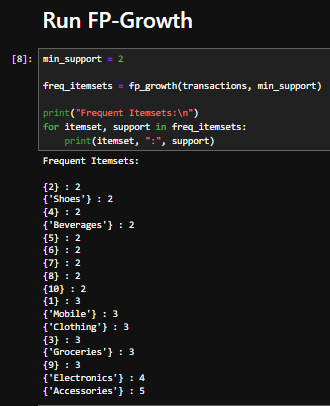 Run FP-Growth
[8]: min_support = 2
freq_itemsets = fp_growth(transactions, min_support)
print("Frequent Itemsets:\n")
for itemset, support in freq_itemsets:
    print(itemset, ":", support)
Frequent Itemsets:
{2} : 2
{'Shoes'} : 2
{4} : 2
{'Beverages'} : 2
{5} : 2
{6} : 2
{7} : 2
{8} : 2
{10} : 2
{1} : 3
{'Mobile'} : 3
{'Clothing'} : 3
{3} : 3
{'Groceries'} : 3
{9} : 3
{'Electronics'} : 4
{'Accessories'} : 5